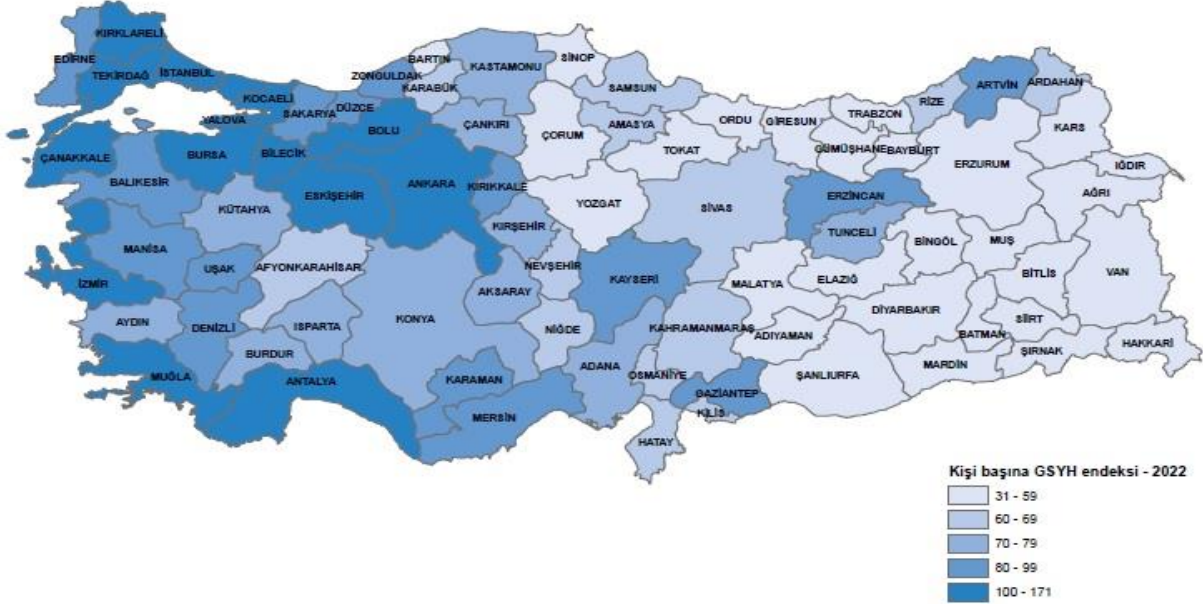 KIRKLARELİ
EDİRNE
TEKİRDAĞ
İSTANBUL
KOCAELİ
YALOVA
SAKARYA
DÜZCE
ZONGULDAK
BARTIN
KARABÜK
KASTAMONU
SİNOP
SAMSUN
ÇANKIRI
BOLU
AMASYA
ÇORUM
ORDU
TOKAT
GİRESUN
TRABZON
GÜMÜŞHANE
BAYBURT
RİZE
ARTVİN
ARDAHAN
KARS
ERZURUM
IĞDIR
AĞRI
ÇANAKKALE
BURSA
BİLECİK
ESKİŞEHİR
ANKARA
KIRIKKALE
YOZGAT
SİVAS
ERZİNCAN
TUNCELİ
BİNGÖL
MUŞ
BİTLİS
VAN
BALIKESİR
KÜTAHYA
KIRŞEHİR
MANİSA
UŞAK
AFYONKARAHİSAR
NEVŞEHİR
KAYSERİ
MALATYA
ELAZIĞ
DİYARBAKIR
BATMAN
SİİRT
ŞIRNAK
HAKKARİ
İZMİR
AYDIN
DENİZLİ
ISPARTA
BURDUR
KONYA
AKSARAY
NİĞDE
KAHRAMANMARAŞ
ADIYAMAN
ŞANLIURFA
MARDİN
MUĞLA
ANTALYA
KARAMAN
MERSİN
ADANA
OSMANİYE
GAZİANTEP
KİLİS
HATAY
Kişi başına GSYH endeksi - 2022
31 - 59
60 - 69
70 - 79
80 - 99
100 - 171